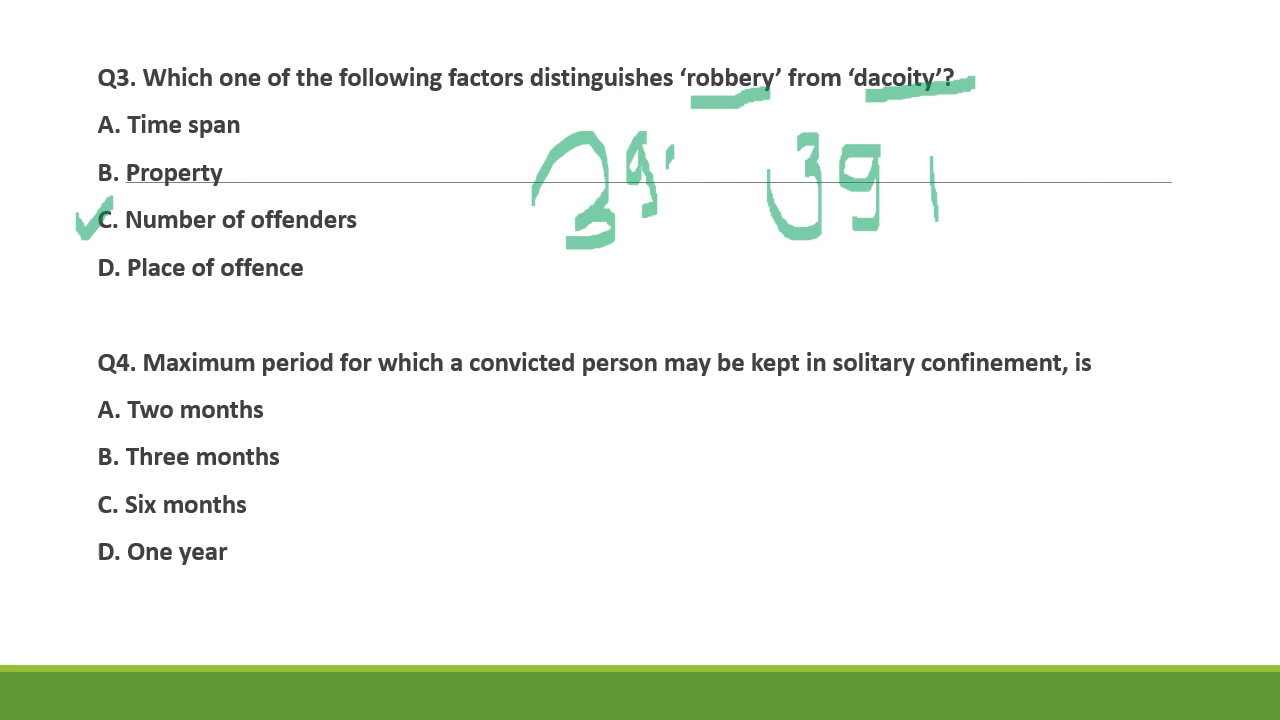 Q3. Which one of the following factors distinguishes ‘robbery’ from ‘dacoity’?
A. Time span
B. Property
C. Number of offenders
D. Place of offence
391
Q4. Maximum period for which a convicted person may be kept in solitary confinement, is
A. Two months
B. Three months
C. Six months
D. One year